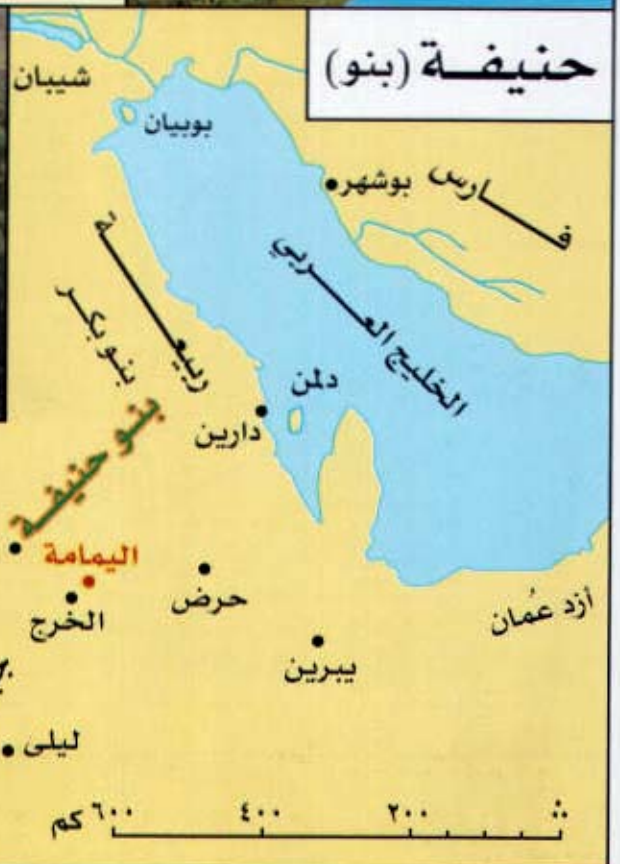 حنيفة (بنو)
شيبان
بوبيان
بوشهر
فارس
الخليج العربي
ربيعة
بنو بكر
دلمن
دارين
بنو حنيفة
اليمامة
الخرج
حرض
يبرين
أزد عُمان
ليلى
٦٠٠ كم
٤٠٠
٢٠٠